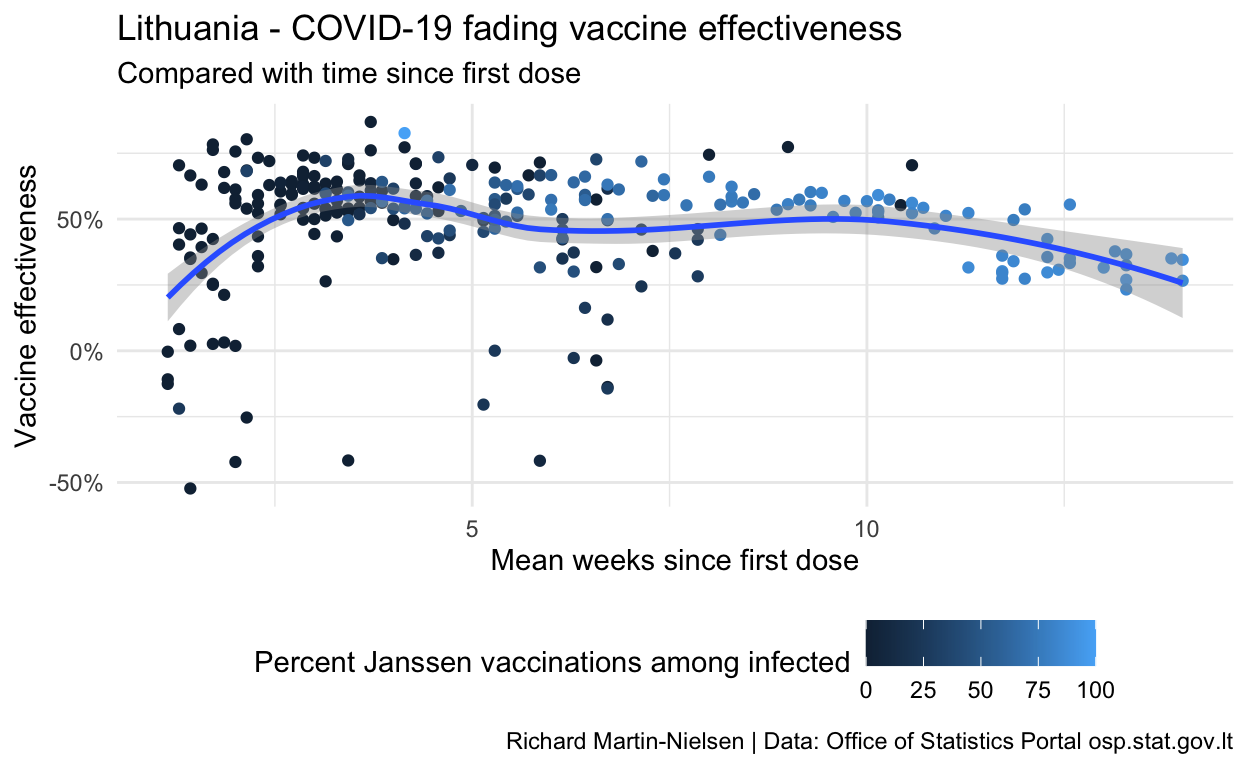 Lithuania - COVID-19 fading vaccine effectiveness
Compared with time since first dose
Vaccine effectiveness
50%
0%
-50%
5 10
Mean weeks since first dose
Percent Janssen vaccinations among infected
0 25 50 75 100
Richard Martin-Nielsen | Data: Office of Statistics Portal osp.stat.gov.lt